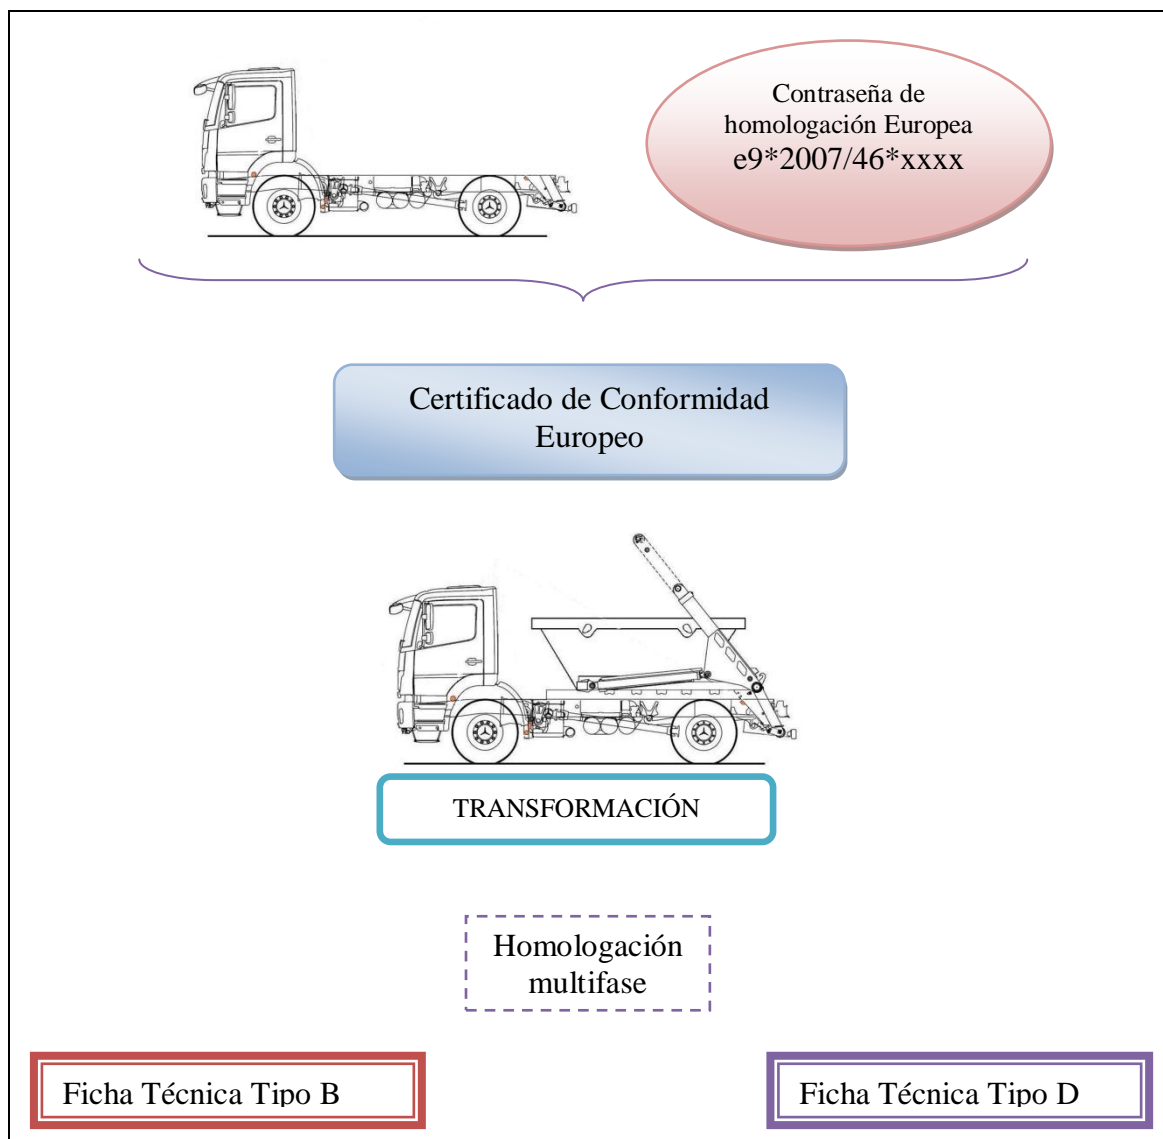 Contraseña de
homologación Europea
e9*2007/46*xxxx
Certificado de Conformidad
Europeo
TRANSFORMACIÓN
Homologación
multifase
Ficha Técnica Tipo B
Ficha Técnica Tipo D